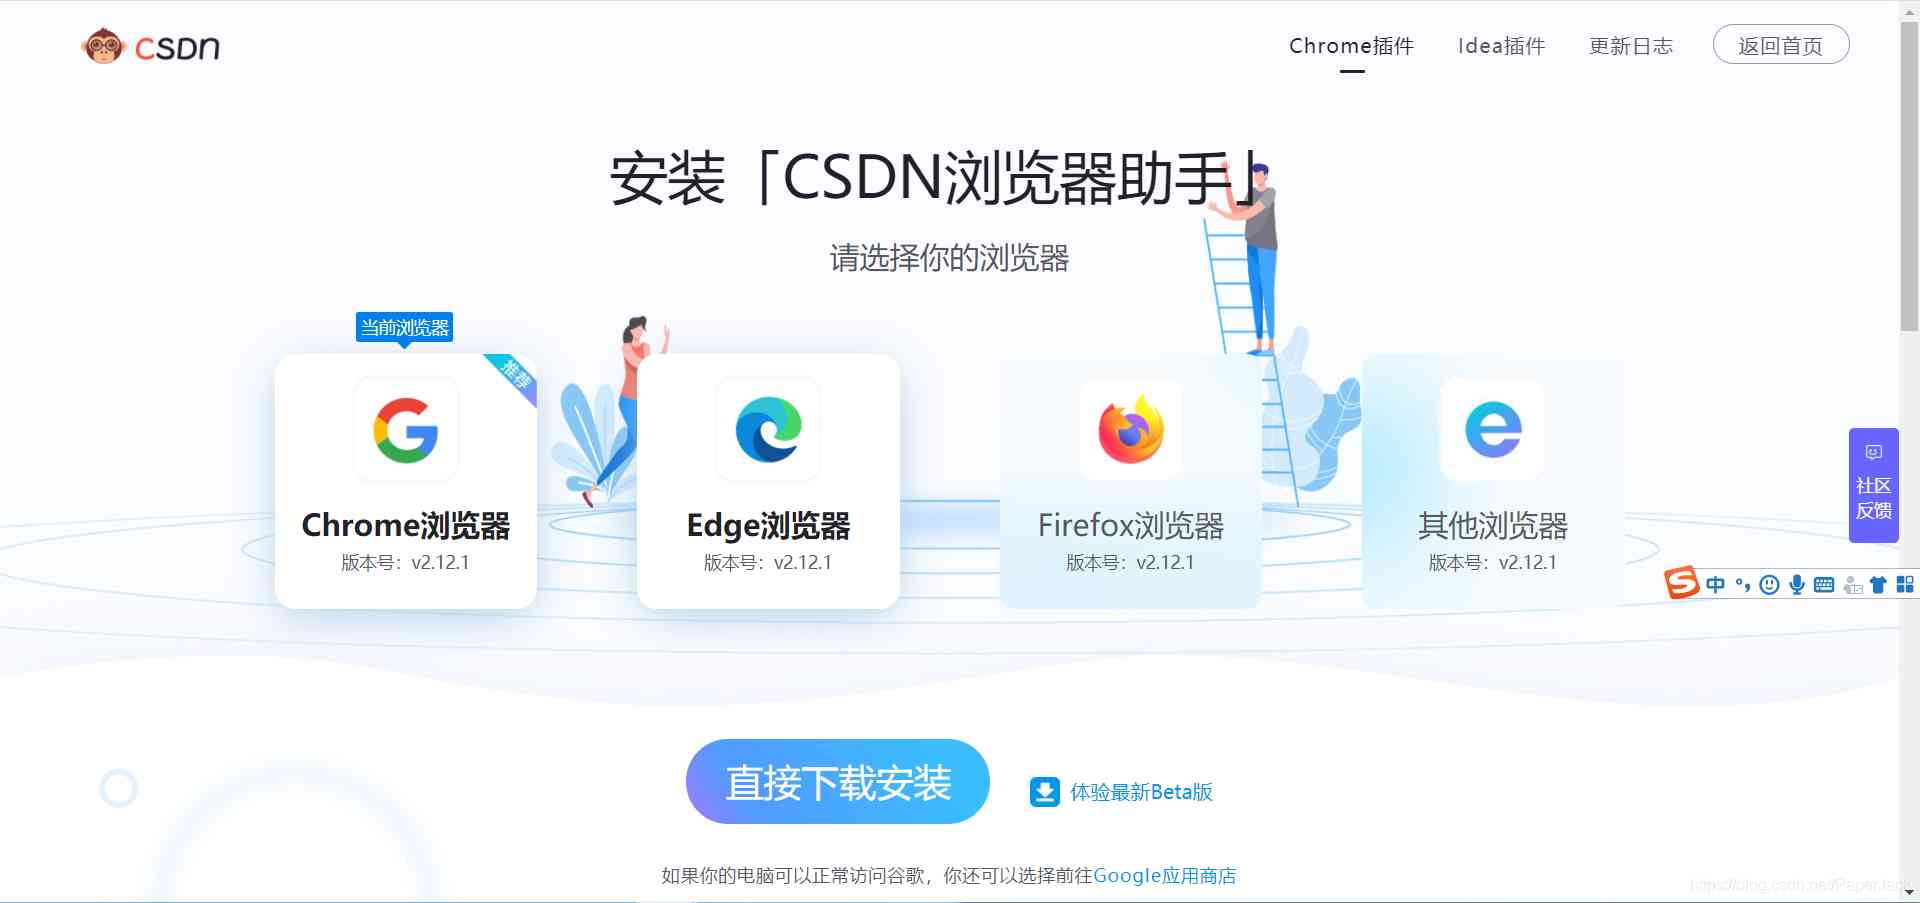 CSDN
Chrome插件
Idea插件
更新日志
返回首页
安装「CSDN浏览器助手」
请选择你的浏览器
当前浏览器
推荐
Chrome浏览器
版本号：v2.12.1
Edge浏览器
版本号：v2.12.1
Firefox浏览器
版本号：v2.12.1
其他浏览器
版本号：v2.12.1
社区
反馈
中
直接下载安装
体验最新Beta版
如果你的电脑可以正常访问谷歌，你还可以选择前往Google应用商店
https://blog.csdn.net/PaperJack